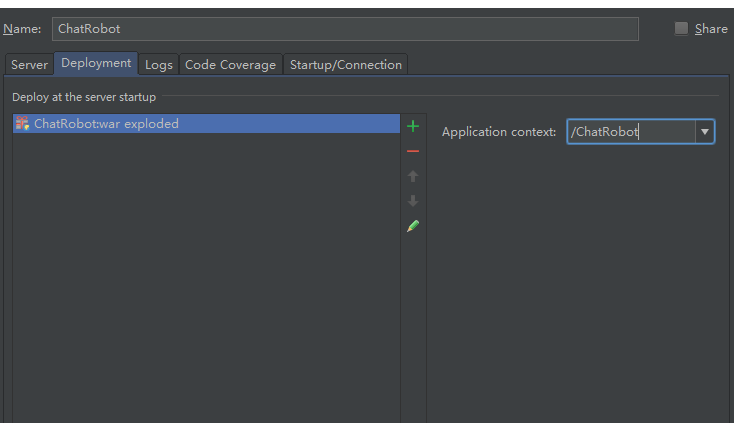 Name: ChatRobot Share
Server Deployment Logs Code Coverage Startup/Connection
Deploy at the server startup
ChatRobot:war exploded
Application context: /ChatRobot